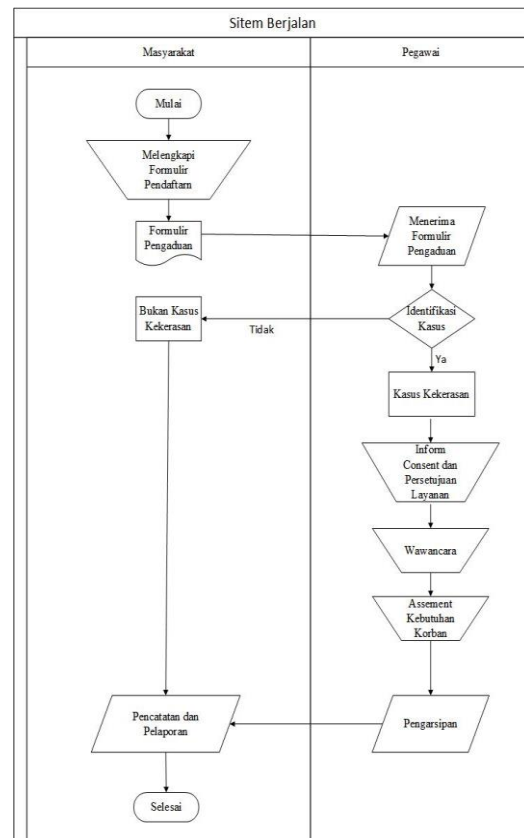 Sitem Berjalan
Masyarakat
Pegawai
Mulai
Melengkapi
Formulir
Pendaftarn
Formulir
Pengaduan
Menerima
Formulir
Pengaduan
Bukan Kasus
Kekerasan
Tidak
Identifikasi
Kasus
Ya
Kasus Kekerasan
Inform
Consent dan
Persetujuan
Layanan
Wawancara
Assement
Kebutuhan
Korban
Pencatatan dan
Pelaporan
Pengarsipan
Selesai